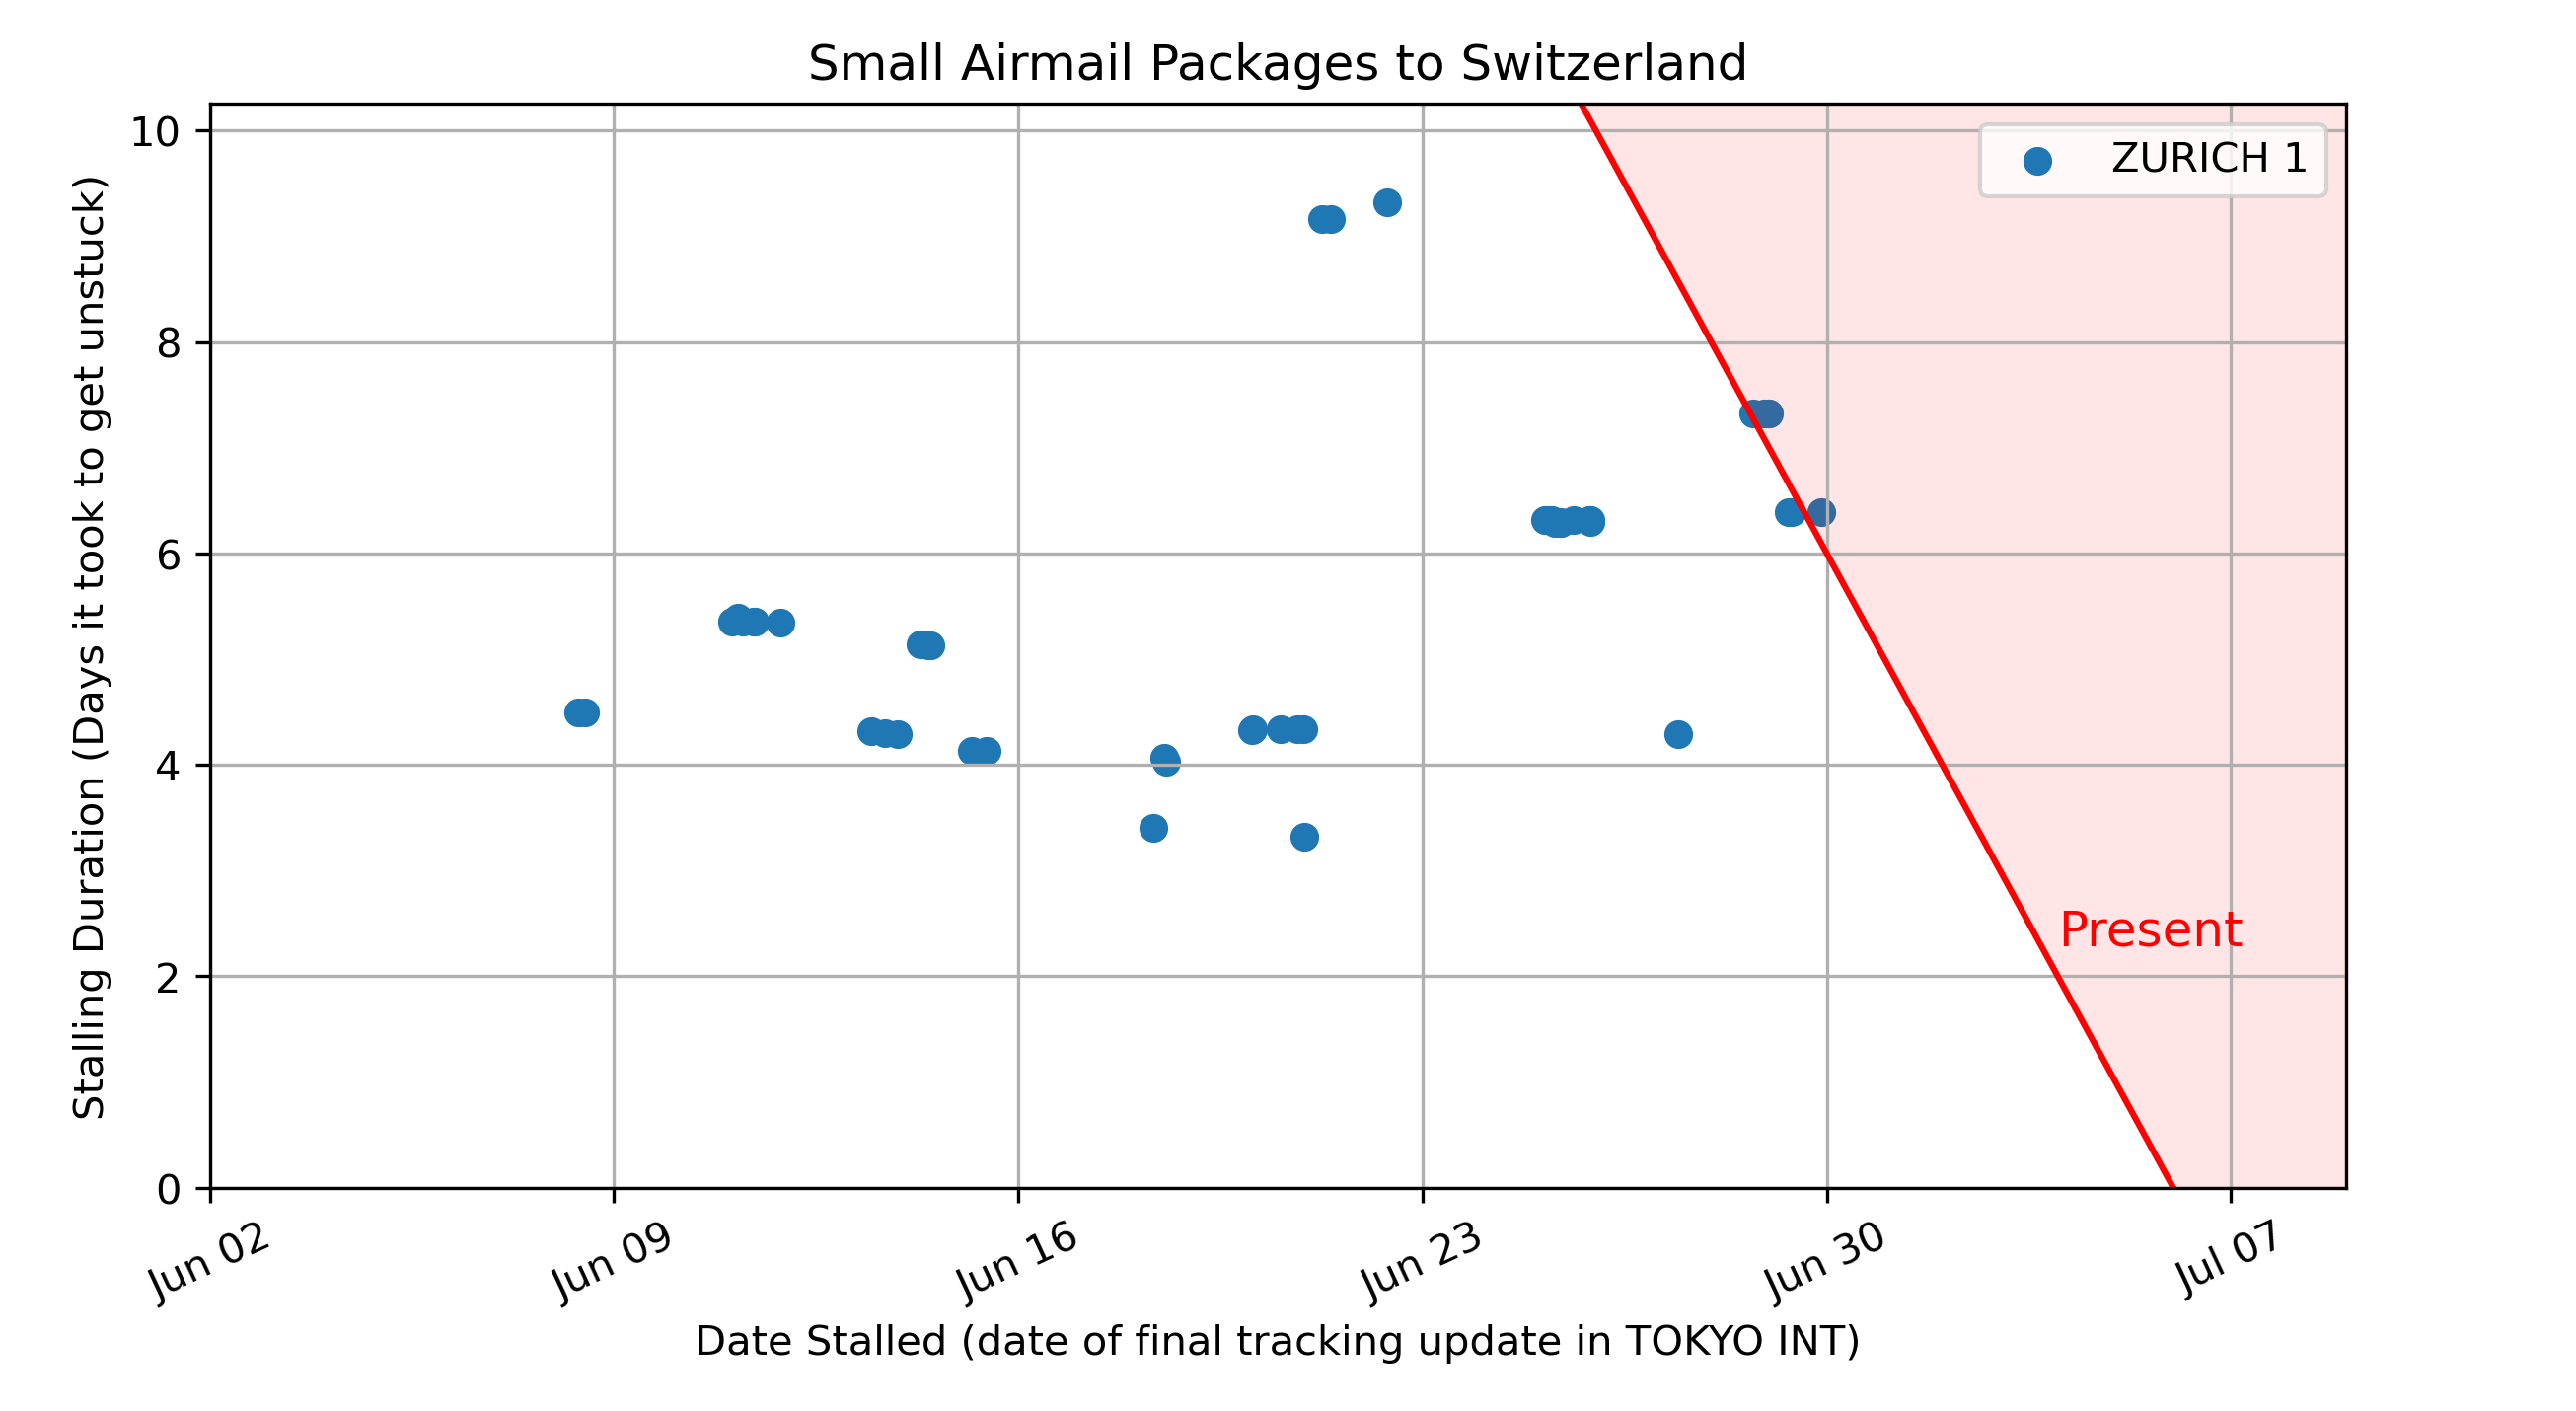 Small Airmail Packages to Switzerland
Stalling Duration (Days it took to get unstuck)
10
8
6
4
2
0
ZURICH 1
Present
Jun 02
Jun 09
Jun 16
Jun 23
Jun 30
Jul 07
Date Stalled (date of final tracking update in TOKYO INT)